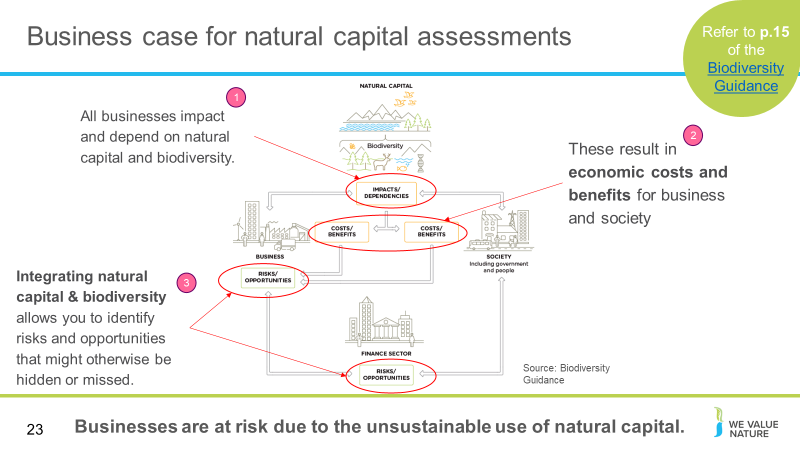 Business case for natural capital assessments
Refer to p.15
of the
Biodiversity
Guidance
1
All businesses impact
and depend on natural
capital and biodiversity.
NATURAL CAPITAL
Biodiversity
IMPACTS/
DEPENDENCIES
2
These result in
economic costs and
benefits for business
and society
COSTS/
BENEFITS
COSTS/
BENEFITS
BUSINESS
SOCIETY
Including government
and people
3
Integrating natural
capital & biodiversity
allows you to identify
risks and opportunities
that might otherwise be
hidden or missed.
RISKS/
OPPORTUNITIES
FINANCE SECTOR
RISKS/
OPPORTUNITIES
Source: Biodiversity
Guidance
23
Businesses are at risk due to the unsustainable use of natural capital.
WE VALUE
NATURE